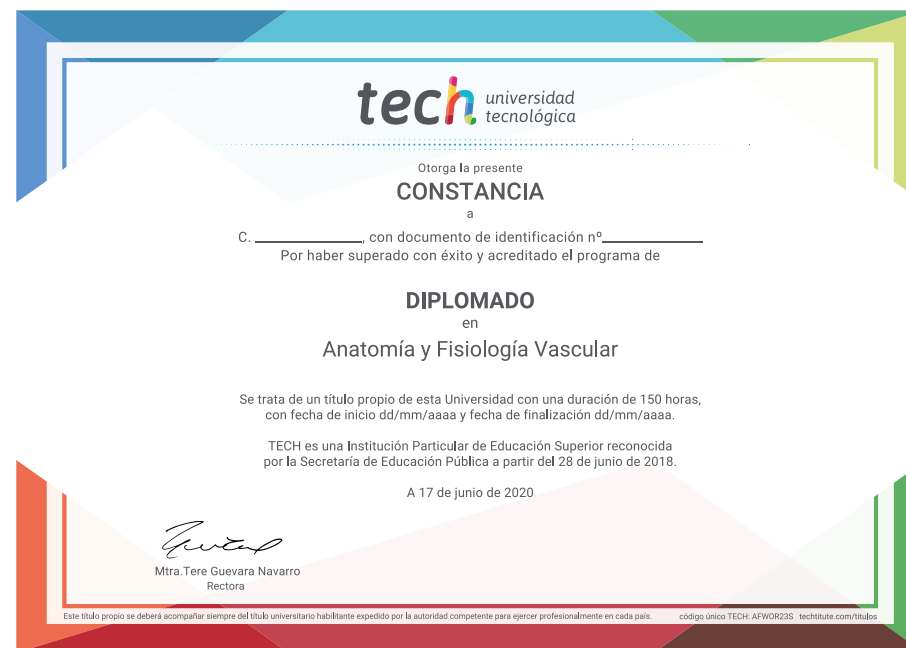 tech universidad
tecnológica
Otorga la presente
CONSTANCIA
a
C. ____________, con documento de identificación nº____________
Por haber superado con éxito y acreditado el programa de
DIPLOMADO
en
Anatomía y Fisiología Vascular
Se trata de un título propio de esta Universidad con una duración de 150 horas,
con fecha de inicio dd/mm/aaaa y fecha de finalización dd/mm/aaaa.
TECH es una Institución Particular de Educación Superior reconocida
por la Secretaría de Educación Pública a partir del 28 de junio de 2018.
A 17 de junio de 2020
Mtra.Tere Guevara Navarro
Rectora
Este título propio se deberá acompañar siempre del título universitario habilitante expedido por la autoridad competente para ejercer profesionalmente en cada país. código único TECH: AFWOR23S techtitute.com/titulos